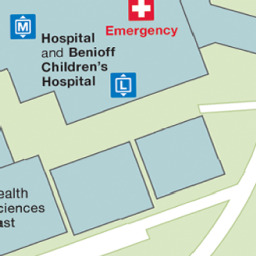 M
Emergency
Hospital
and Benioff
Children's
Hospital
L
ealth
ciences
ast